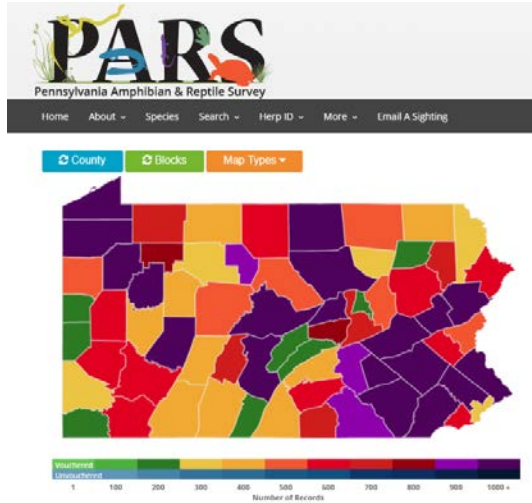 PARS
Pennsylvania Amphibian & Reptile Survey
Home About Species Search Herp ID More Email A Sighting
County Blocks Map Types
Vouchered
Unvouchered
1 100 200 300 400 500 600 700 800 900 1000 +
Number of Records